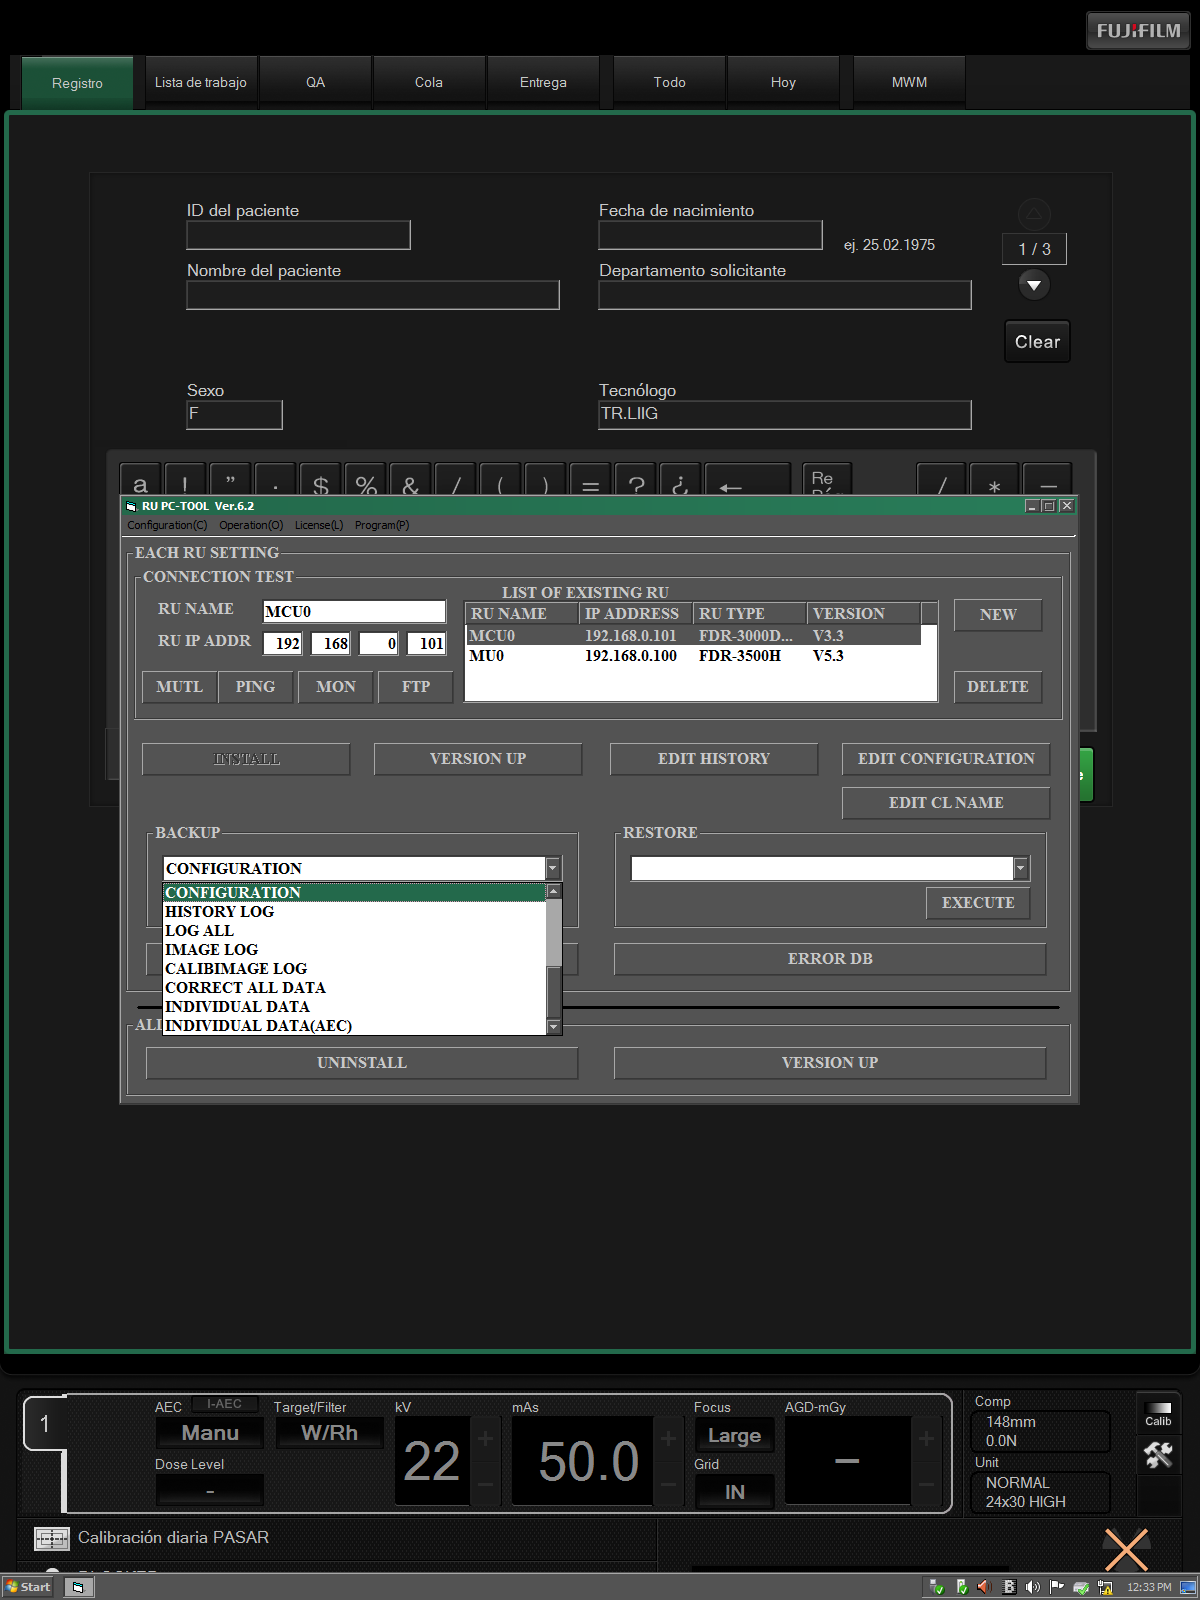 FUJIFILM
Registro Lista de trabajo QA Cola Entrega Todo Hoy MWM
ID del paciente
Fecha de nacimiento
ej. 25.02.1975
1 / 3
Nombre del paciente
Departamento solicitante
Clear
Sexo
F
Tecnólogo
TR.LIIG
a ! " . $ % & / ( ) = ? ¿ ← Re / * —
RU PC-TOOL Ver.6.2
Configuration(C) Operation(O) License(L) Program(P)
EACH RU SETTING
CONNECTION TEST
RU NAME MCU0
RU IP ADDR 192 168 0 101
MUTL PING MON FTP
LIST OF EXISTING RU
RU NAME IP ADDRESS RU TYPE VERSION
MCU0 192.168.0.101 FDR-3000D... V3.3
MU0 192.168.0.100 FDR-3500H V5.3
NEW
DELETE
INSTALL VERSION UP EDIT HISTORY EDIT CONFIGURATION
EDIT CL NAME
BACKUP
CONFIGURATION
CONFIGURATION
HISTORY LOG
LOG ALL
IMAGE LOG
CALIBIMAGE LOG
CORRECT ALL DATA
INDIVIDUAL DATA
INDIVIDUAL DATA(AEC)
RESTORE
EXECUTE
ERROR DB
UNINSTALL VERSION UP
1
AEC I-AEC
Manu
Dose Level
-
Target/Filter
W/Rh
kV
22
mAs
50.0
Focus
Large
Grid
IN
AGD-mGy
—
Comp
148mm
0.0N
Unit
NORMAL
24x30 HIGH
Calib
Calibración diaria PASAR
Start
12:33 PM